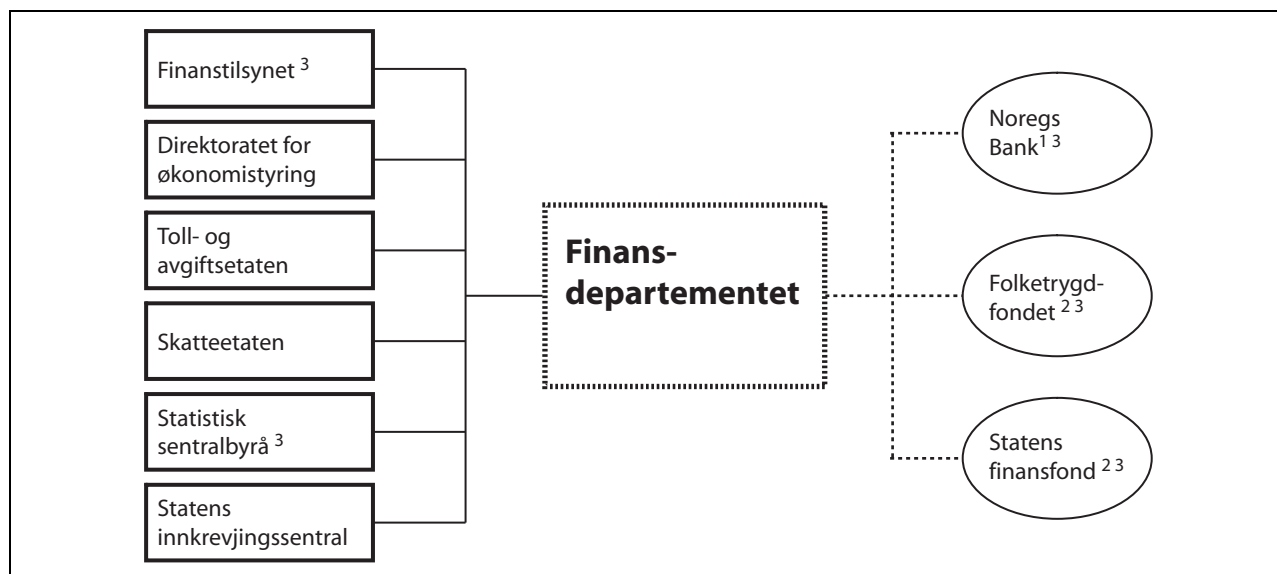 Finanstilsynet ³
Direktoratet for
økonomistyring
Toll- og
avgiftsetaten
Skatteetaten
Statistisk
sentralbyrå ³
Statens
innkrevjingssentral
Finans-
departementet
Noregs
Bank¹ ³
Folketrygd-
fondet ² ³
Statens
finansfond ² ³